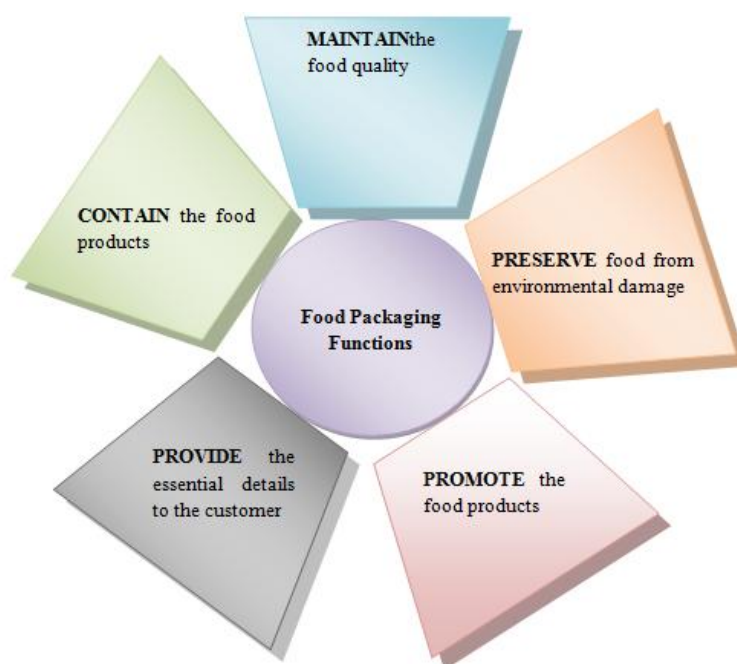 MAINTAINthe
food quality
CONTAIN the food
products
PRESERVE food from
environmental damage
Food Packaging
Functions
PROVIDE the
essential details
to the customer
PROMOTE the
food products